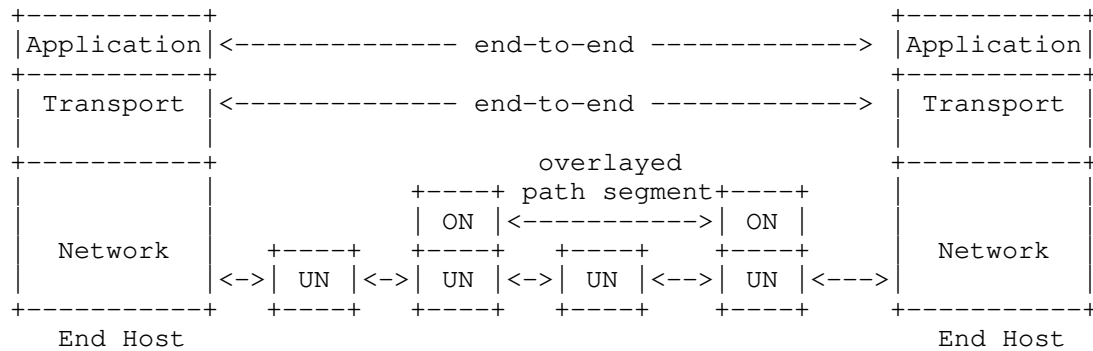 +-----------+                                         +-----------+
|Application|<-------------- end-to-end -------------> |Application|
+-----------+                                         +-----------+
| Transport |<-------------- end-to-end -------------> | Transport |
|           |                                         |           |
+-----------+                     overlayed           +-----------+
|           |             +----+ path segment+----+     |           |
|           |             | ON |<----------->| ON |     |           |
|  Network  |    +----+   +----+   +----+    +----+     |  Network  |
|           |<->| UN |<->| UN |<->| UN |<-->| UN |<--->|           |
+-----------+    +----+   +----+   +----+    +----+     +-----------+
End Host                                               End Host